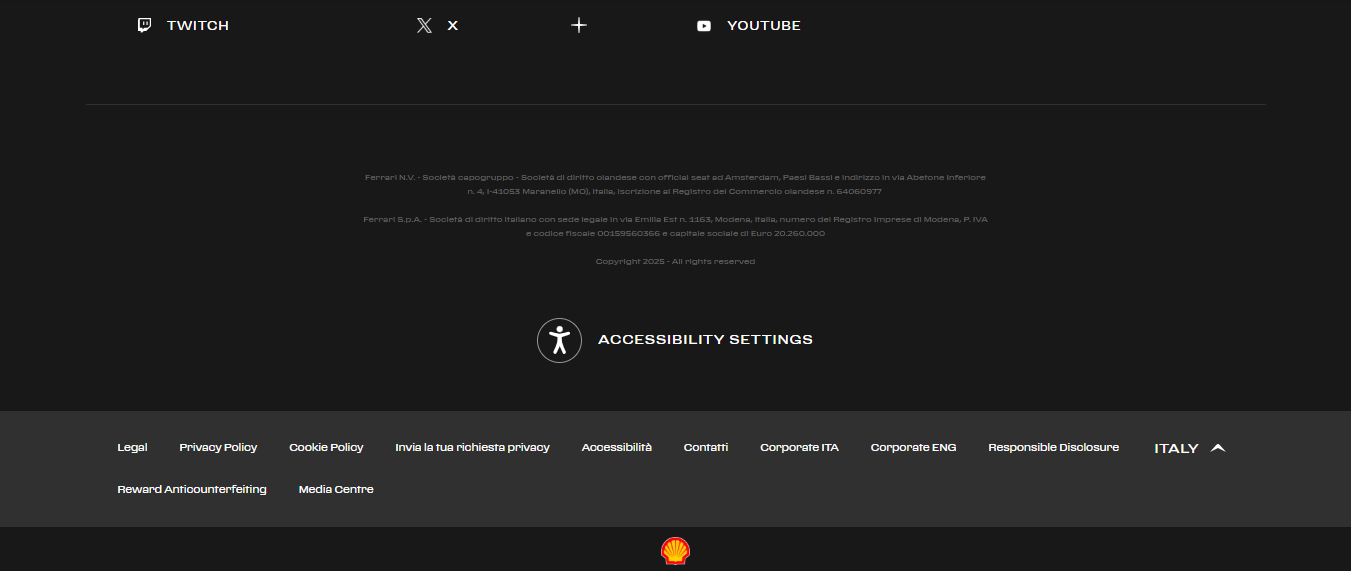 TWITCH X YOUTUBE
Ferrari N.V. - Società capogruppo - Società di diritto olandese con official seat ad Amsterdam, Paesi Bassi e indirizzo in via Abetone Inferiore
n. 4, I-41053 Maranello (MO), Italia, iscrizione al Registro del Commercio olandese n. 64060977
Ferrari S.p.A. - Società di diritto italiano con sede legale in via Emilia Est n. 1163, Modena, Italia, numero del Registro Imprese di Modena, P. IVA
e codice fiscale 00159560366 e capitale sociale di Euro 20.260.000
Copyright 2025 - All rights reserved
ACCESSIBILITY SETTINGS
Legal Privacy Policy Cookie Policy Invia la tua richiesta privacy Accessibilità Contatti Corporate ITA Corporate ENG Responsible Disclosure ITALY
Reward Anticounterfeiting Media Centre